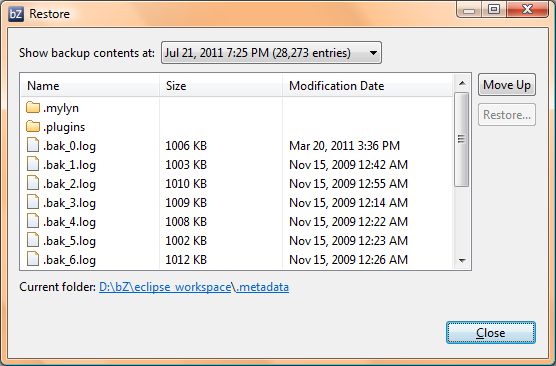 bZ Restore
Show backup contents at: Jul 21, 2011 7:25 PM (28,273 entries)
Name Size Modification Date
Move Up
.mylyn
Restore...
.plugins
.bak_0.log 1006 KB Mar 20, 2011 3:36 PM
.bak_1.log 1003 KB Nov 15, 2009 12:42 AM
.bak_2.log 1010 KB Nov 15, 2009 12:55 AM
.bak_3.log 1009 KB Nov 15, 2009 12:14 AM
.bak_4.log 1008 KB Nov 15, 2009 12:22 AM
.bak_5.log 1002 KB Nov 15, 2009 12:23 AM
.bak_6.log 1012 KB Nov 15, 2009 12:26 AM
Current folder: D:\bZ\eclipse_workspace\.metadata
Close